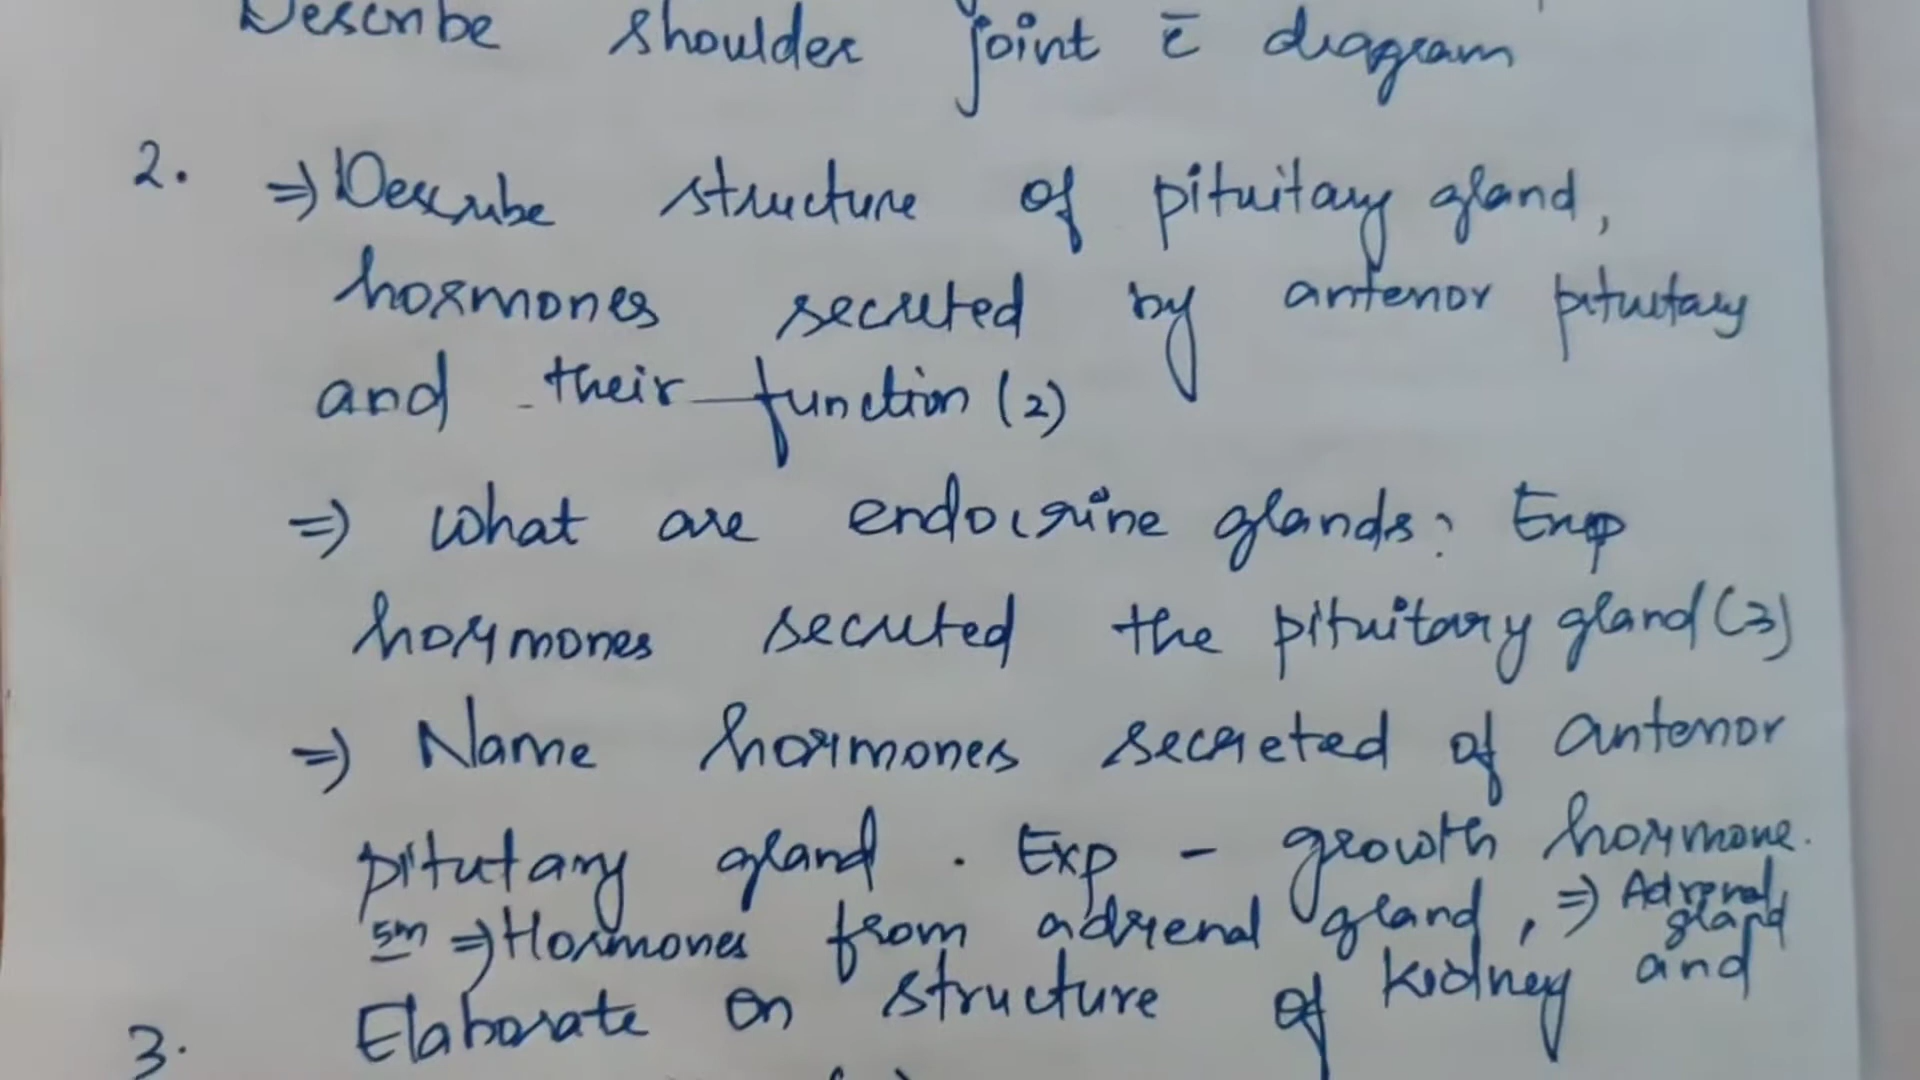 Describe shoulder joint c̄ diagram
2. ⇒ Describe structure of pituitary gland,
hormones secreted by anterior pituitary
and their function (2)
⇒ What are endocrine glands? Exp
hormones secreted the pituitary gland (3)
⇒ Name hormones secreted of anterior
pitutary gland. Exp - growth hormone.
5m ⇒ Hormones from adrenal gland, ⇒ Adrenal gland
3. Elaborate on structure of kidney and